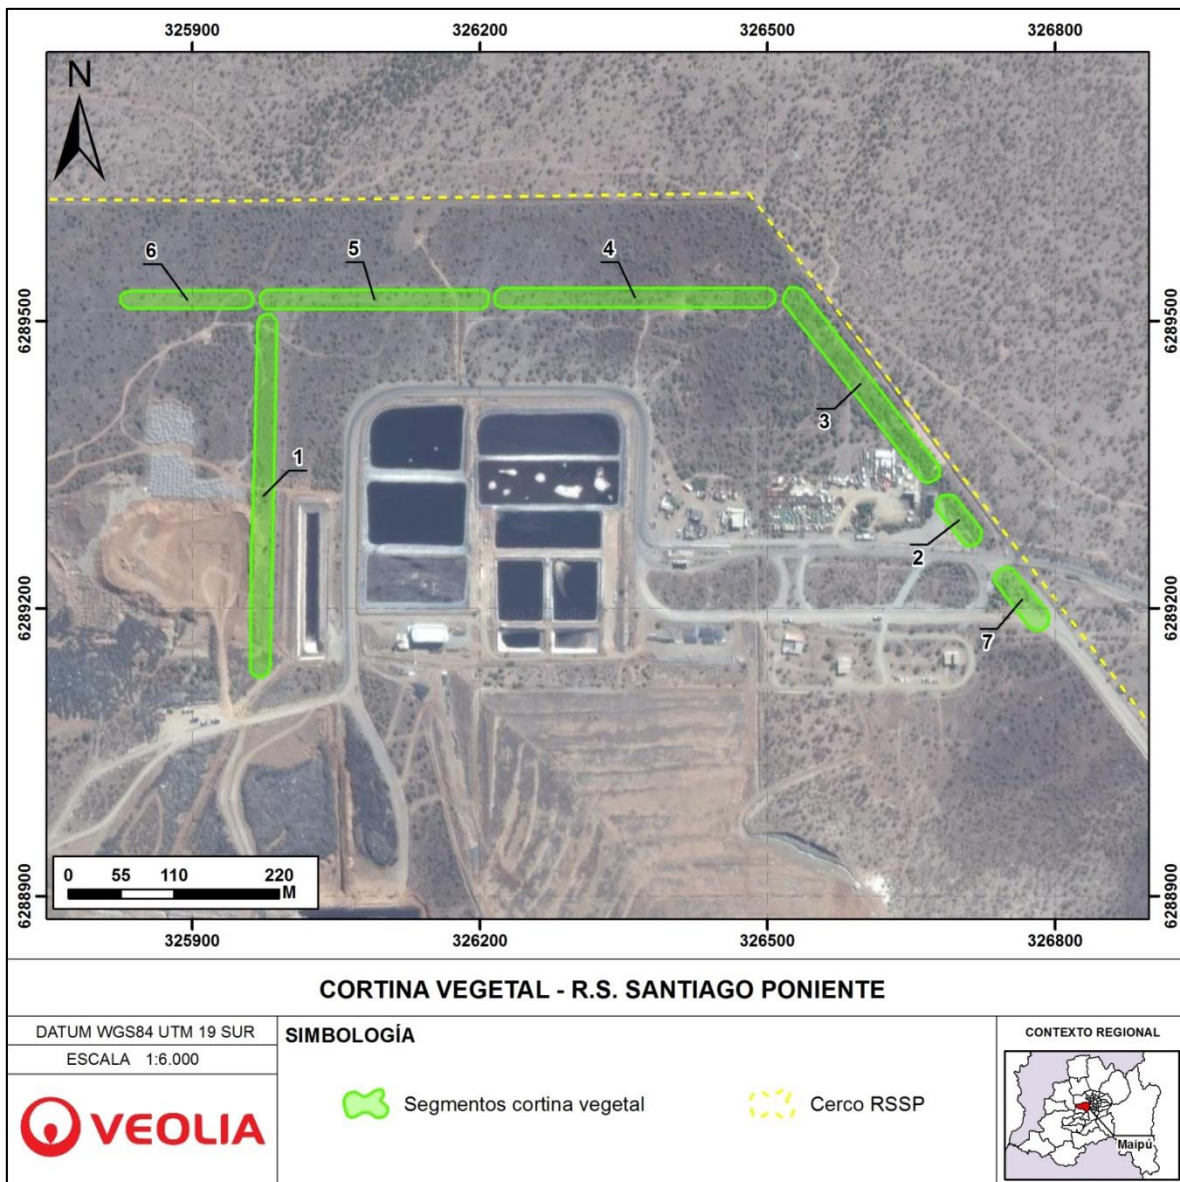 325900 326200 326500 326800
N
6 5 4
6289500 6289500
3
1
2
6289200 6289200
7
0 55 110 220
M
6288900 6288900
325900 326200 326500 326800
CORTINA VEGETAL - R.S. SANTIAGO PONIENTE
DATUM WGS84 UTM 19 SUR
ESCALA 1:6.000
VEOLIA
SIMBOLOGÍA
Segmentos cortina vegetal
Cerco RSSP
CONTEXTO REGIONAL
Maipú